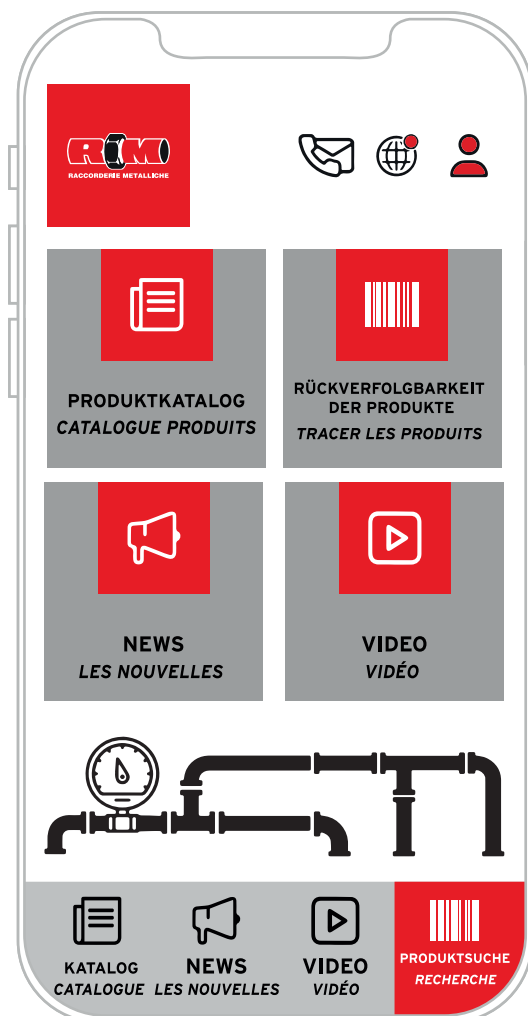 RM
RACCORDERIE METALLICHE
PRODUKTKATALOG
CATALOGUE PRODUITS
RÜCKVERFOLGBARKEIT
DER PRODUKTE
TRACER LES PRODUITS
NEWS
LES NOUVELLES
VIDEO
VIDÉO
KATALOG
CATALOGUE
NEWS
LES NOUVELLES
VIDEO
VIDÉO
PRODUKTSUCHE
RECHERCHE